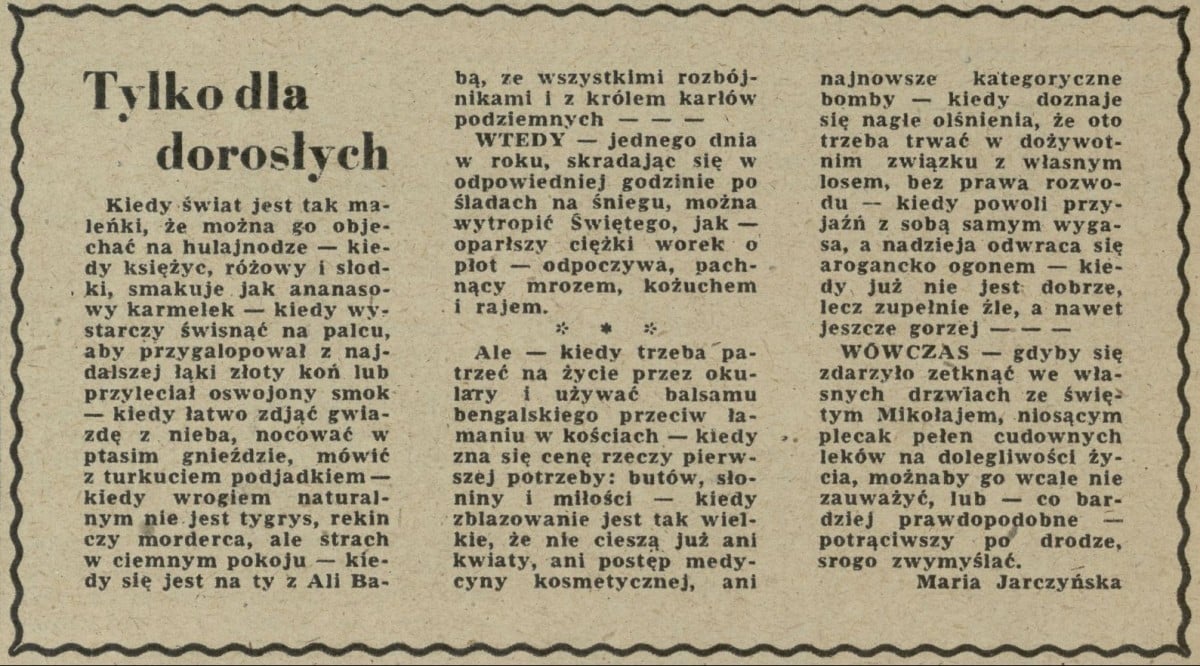 Tylko dla
dorosłych
Kiedy świat jest tak ma-
leńki, że można go obje-
chać na hulajnodze — kie-
dy księżyc, różowy i słod-
ki, smakuje jak ananaso-
wy karmelek — kiedy wy-
starczy świsnąć na palcu,
aby przygalopował z naj-
dalszej łąki złoty koń lub
przyleciał oswojony smok
— kiedy łatwo zdjąć gwia-
zdę z nieba, nocować w
ptasim gnieździe, mówić
z turkuciem podjadkiem —
kiedy wrogiem natural-
nym nie jest tygrys, rekin
czy morderca, ale strach
w ciemnym pokoju — kie-
dy się jest na ty z Ali Ba-
bą, ze wszystkimi rozbój-
nikami i z królem karłów
podziemnych — — —
WTEDY — jednego dnia
w roku, skradając się w
odpowiedniej godzinie po
śladach na śniegu, można
wytropić Świętego, jak —
oparłszy ciężki worek o
płot — odpoczywa, pach-
nący mrozem, kożuchem
i rajem.
* * *
Ale — kiedy trzeba pa-
trzeć na życie przez oku-
lary i używać balsamu
bengalskiego przeciw ła-
maniu w kościach — kiedy
zna się cenę rzeczy pierw-
szej potrzeby: butów, sło-
niny i miłości — kiedy
zblazowanie jest tak wiel-
kie, że nie cieszą już ani
kwiaty, ani postęp medy-
cyny kosmetycznej, ani
najnowsze kategoryczne
bomby — kiedy doznaje
się nagle olśnienia, że oto
trzeba trwać w dożywot-
nim związku z własnym
losem, bez prawa rozwo-
du — kiedy powoli przy-
jaźń z sobą samym wyga-
sa, a nadzieja odwraca się
arogancko ogonem — kie-
dy już nie jest dobrze,
lecz zupełnie źle, a nawet
jeszcze gorzej — — —
WÓWCZAS — gdyby się
zdarzyło zetknąć we wła-
snych drzwiach ze świę-
tym Mikołajem, niosącym
plecak pełen cudownych
leków na dolegliwości ży-
cia, możnaby go wcale nie
zauważyć, lub — co bar-
dziej prawdopodobne —
potrąciwszy po drodze,
srogo zwymyślać.
Maria Jarczyńska